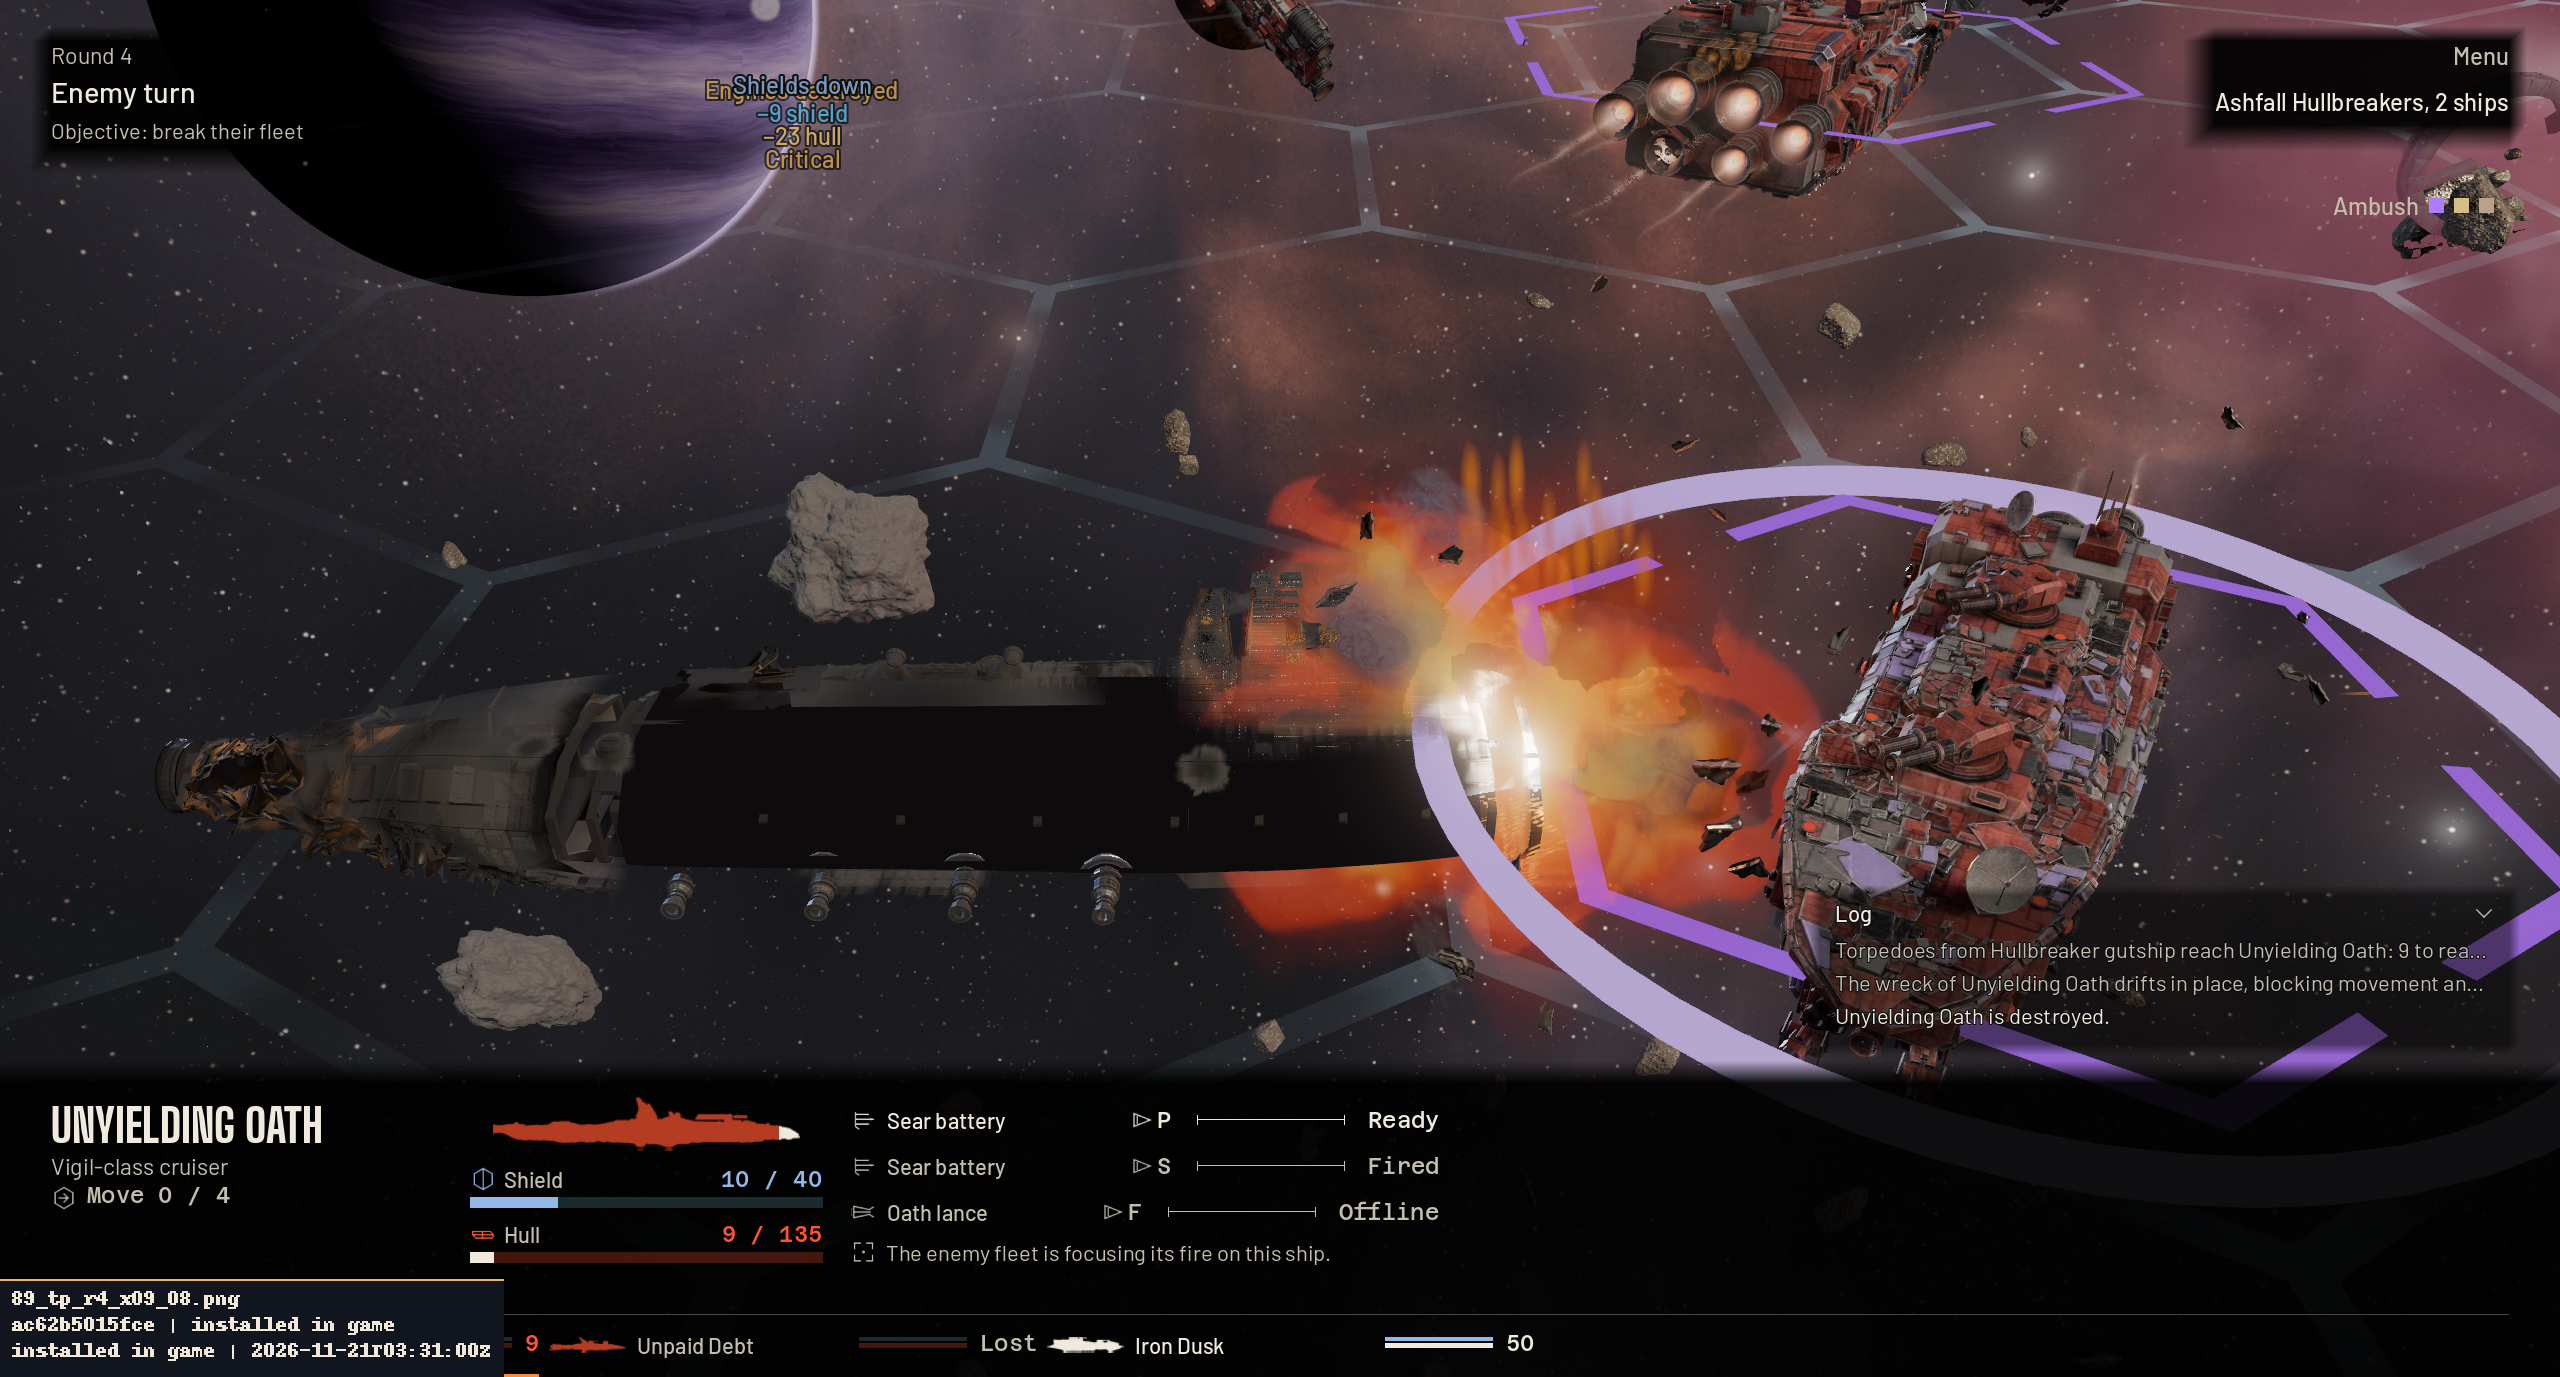 Round 4
Enemy turn
Objective: break their fleet
Menu
Ashfall Hullbreakers, 2 ships
Ambush
Shields down
Engines destroyed
−9 shield
−23 hull
Critical
Log
Torpedoes from Hullbreaker gutship reach Unyielding Oath: 9 to rea...
The wreck of Unyielding Oath drifts in place, blocking movement an...
Unyielding Oath is destroyed.
UNYIELDING OATH
Vigil-class cruiser
Move 0 / 4
Shield 10 / 40
Hull 9 / 135
Sear battery P Ready
Sear battery S Fired
Oath lance F Offline
The enemy fleet is focusing its fire on this ship.
89_tp_r4_x09_08.png
ac62b5015fce | installed in game
installed in game | 2026-11-21T03:31:00Z
9 Unpaid Debt Lost Iron Dusk 50